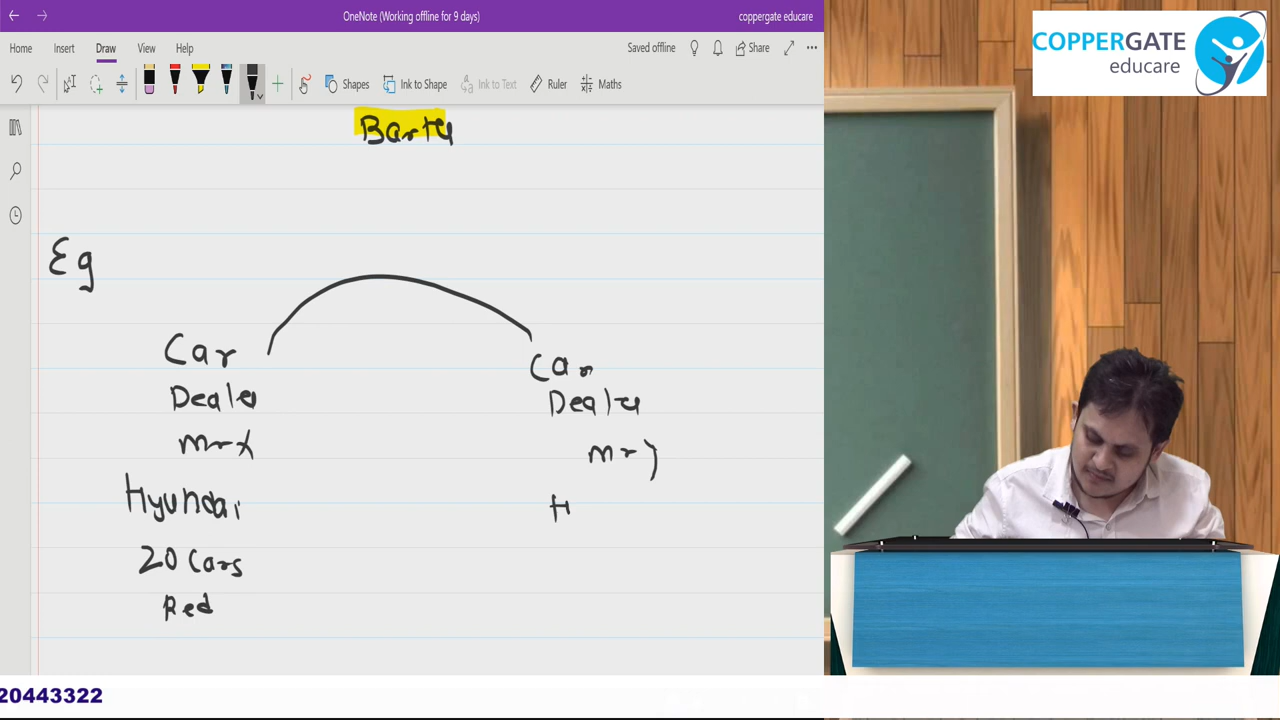 OneNote (Working offline for 9 days)
coppergate educare
Home Insert Draw View Help
Saved offline
Share
Shapes
Ink to Shape
Ink to Text
Ruler
Maths
COPPERGATE
educare
Barter
Eg
Car
Dealer
Mr X
Hyundai
20 Cars
Red
Car
Dealer
Mr Y
H
20443322